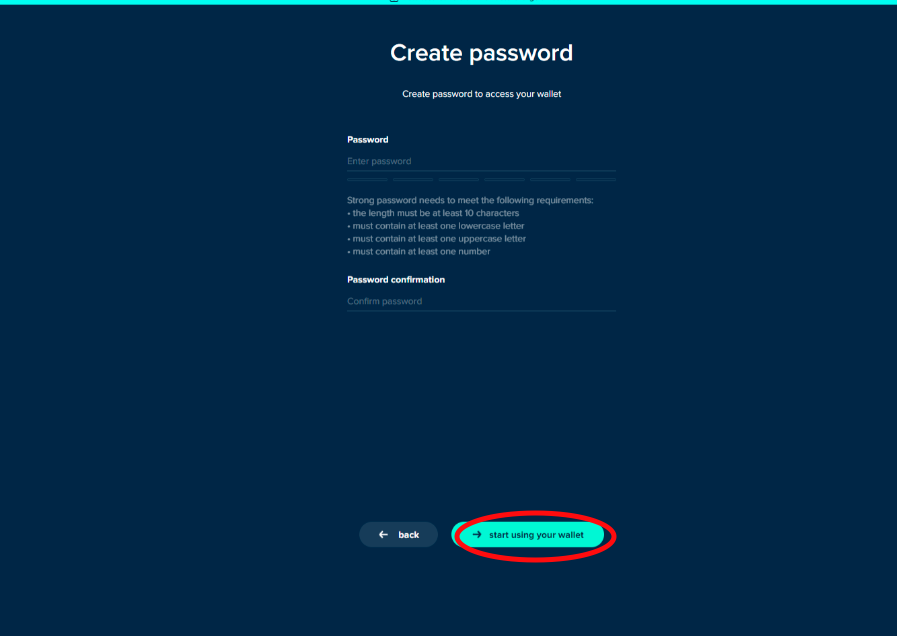 Create password
Create password to access your wallet
Password
Enter password
Strong password needs to meet the following requirements:
• the length must be at least 10 characters
• must contain at least one lowercase letter
• must contain at least one uppercase letter
• must contain at least one number
Password confirmation
Confirm password
← back
→ start using your wallet